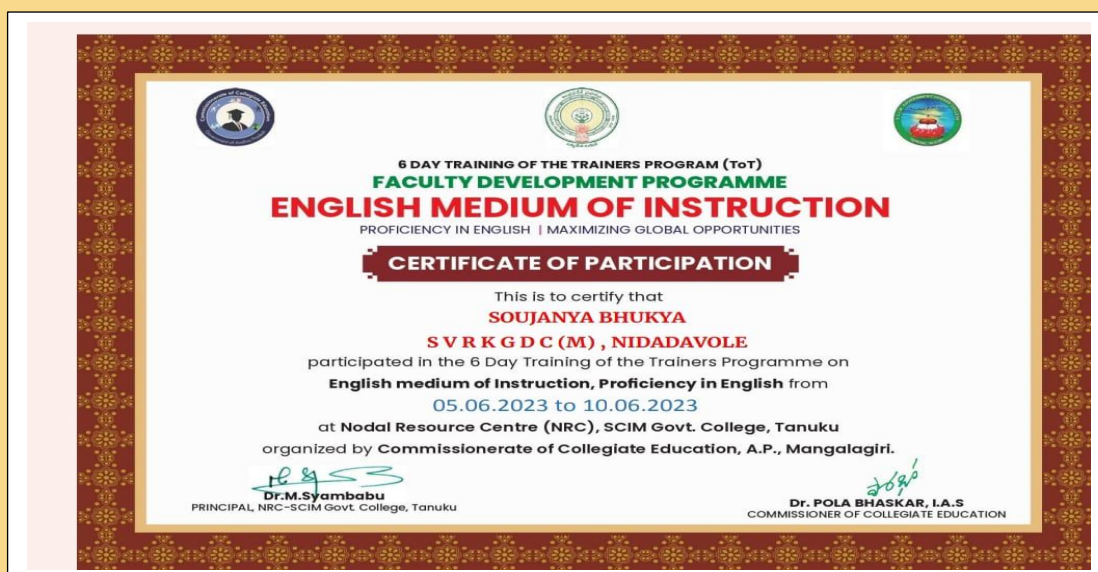 Commissionerate of Collegiate Education
6 DAY TRAINING OF THE TRAINERS PROGRAM (ToT)
FACULTY DEVELOPMENT PROGRAMME
ENGLISH MEDIUM OF INSTRUCTION
PROFICIENCY IN ENGLISH | MAXIMIZING GLOBAL OPPORTUNITIES
CERTIFICATE OF PARTICIPATION
This is to certify that
SOUJANYA BHUKYA
S V R K G D C (M) , NIDADAVOLE
participated in the 6 Day Training of the Trainers Programme on
English medium of Instruction, Proficiency in English from
05.06.2023 to 10.06.2023
at Nodal Resource Centre (NRC), SCIM Govt. College, Tanuku
organized by Commissionerate of Collegiate Education, A.P., Mangalagiri.
Dr.M.Syambabu
PRINCIPAL, NRC-SCIM Govt. College, Tanuku
Dr. POLA BHASKAR, I.A.S
COMMISSIONER OF COLLEGIATE EDUCATION